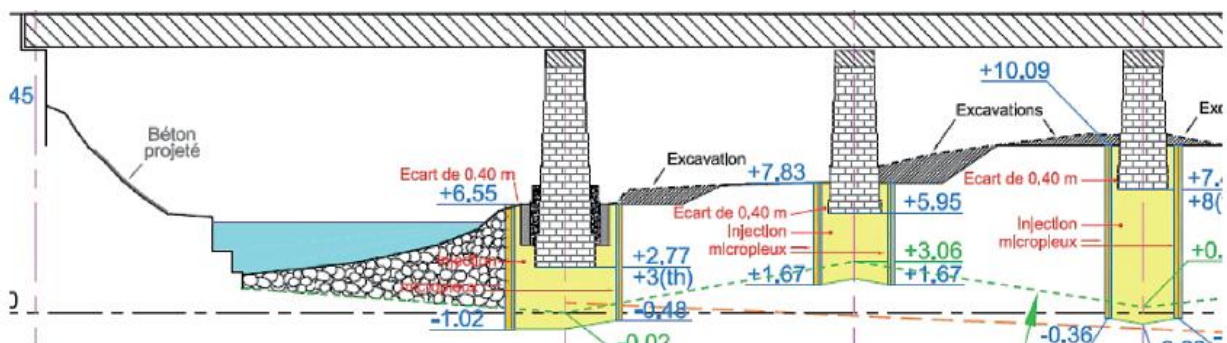 45
Béton
projeté
Ecart de 0.40 m
+6.55
Excavation
+7.83
+10.09
Excavations
Ecart de 0,40 m
Injection
micropieux
+5.95
+3.06
+1.67
+1.67
Ecart de 0,40 m
Injection
micropieux
+2,77
+3(th)
-0.48
-1.02
-0.02
-0.36